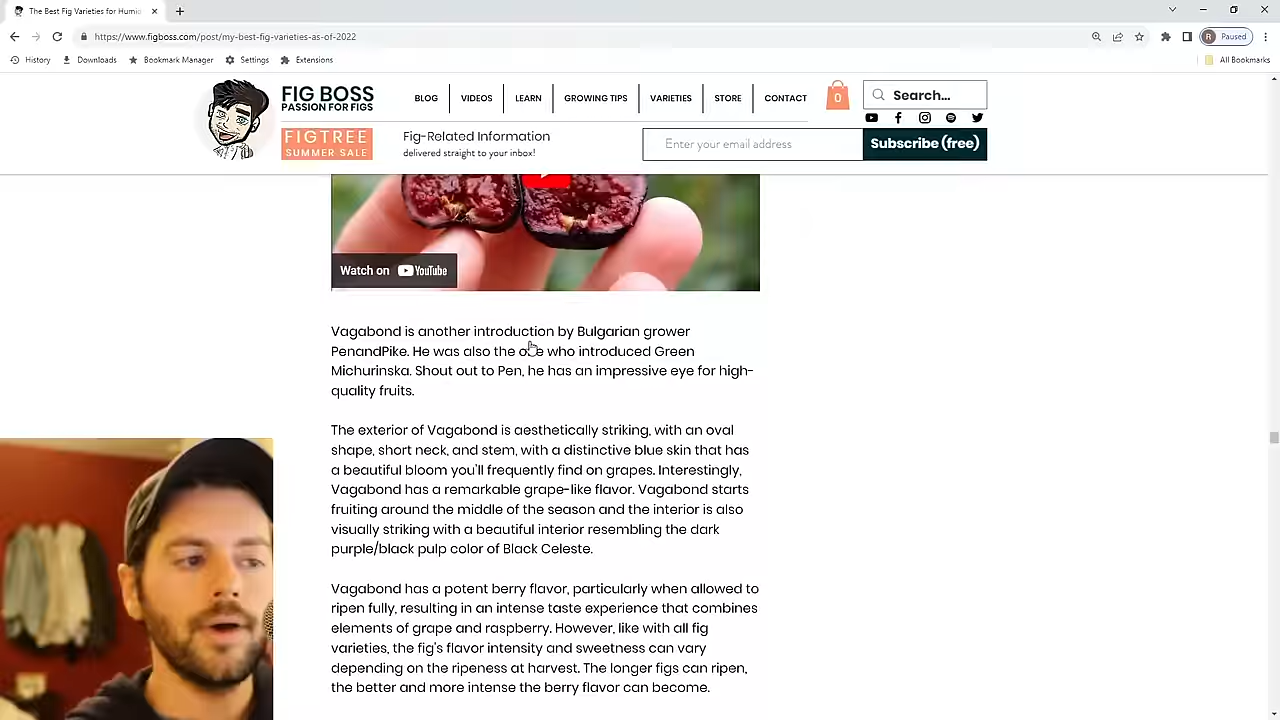 The Best Fig Varieties for Humid
https://www.figboss.com/post/my-best-fig-varieties-as-of-2022
R Paused
History
Downloads
Bookmark Manager
Settings
Extensions
All Bookmarks
FIG BOSS
PASSION FOR FIGS
BLOG
VIDEOS
LEARN
GROWING TIPS
VARIETIES
STORE
CONTACT
0
Search...
FIGTREE
SUMMER SALE
Fig-Related Information
delivered straight to your inbox!
Enter your email address
Subscribe (free)
Watch on YouTube
Vagabond is another introduction by Bulgarian grower
PenandPike. He was also the one who introduced Green
Michurinska. Shout out to Pen, he has an impressive eye for high-
quality fruits.
The exterior of Vagabond is aesthetically striking, with an oval
shape, short neck, and stem, with a distinctive blue skin that has
a beautiful bloom you'll frequently find on grapes. Interestingly,
Vagabond has a remarkable grape-like flavor. Vagabond starts
fruiting around the middle of the season and the interior is also
visually striking with a beautiful interior resembling the dark
purple/black pulp color of Black Celeste.
Vagabond has a potent berry flavor, particularly when allowed to
ripen fully, resulting in an intense taste experience that combines
elements of grape and raspberry. However, like with all fig
varieties, the fig's flavor intensity and sweetness can vary
depending on the ripeness at harvest. The longer figs can ripen,
the better and more intense the berry flavor can become.